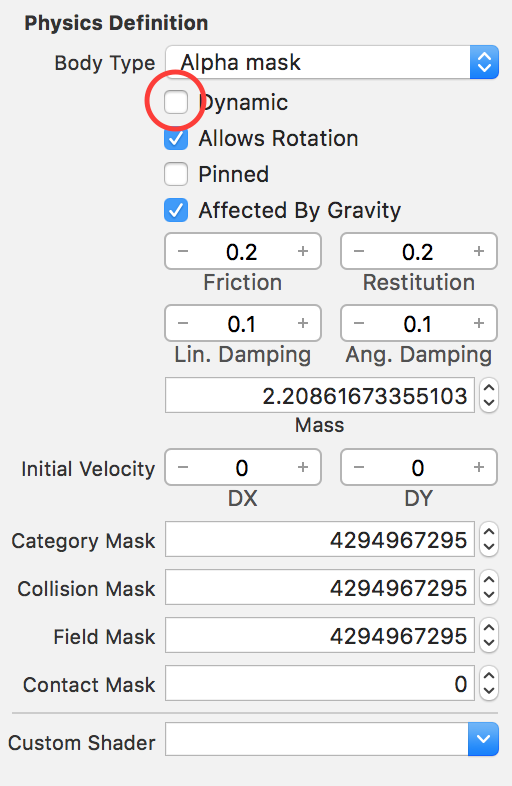 Physics Definition
Body Type Alpha mask
Dynamic
Allows Rotation
Pinned
Affected By Gravity
− 0.2 + − 0.2 +
Friction Restitution
− 0.1 + − 0.1 +
Lin. Damping Ang. Damping
2.20861673355103
Mass
Initial Velocity − 0 + − 0 +
DX DY
Category Mask 4294967295
Collision Mask 4294967295
Field Mask 4294967295
Contact Mask 0
Custom Shader